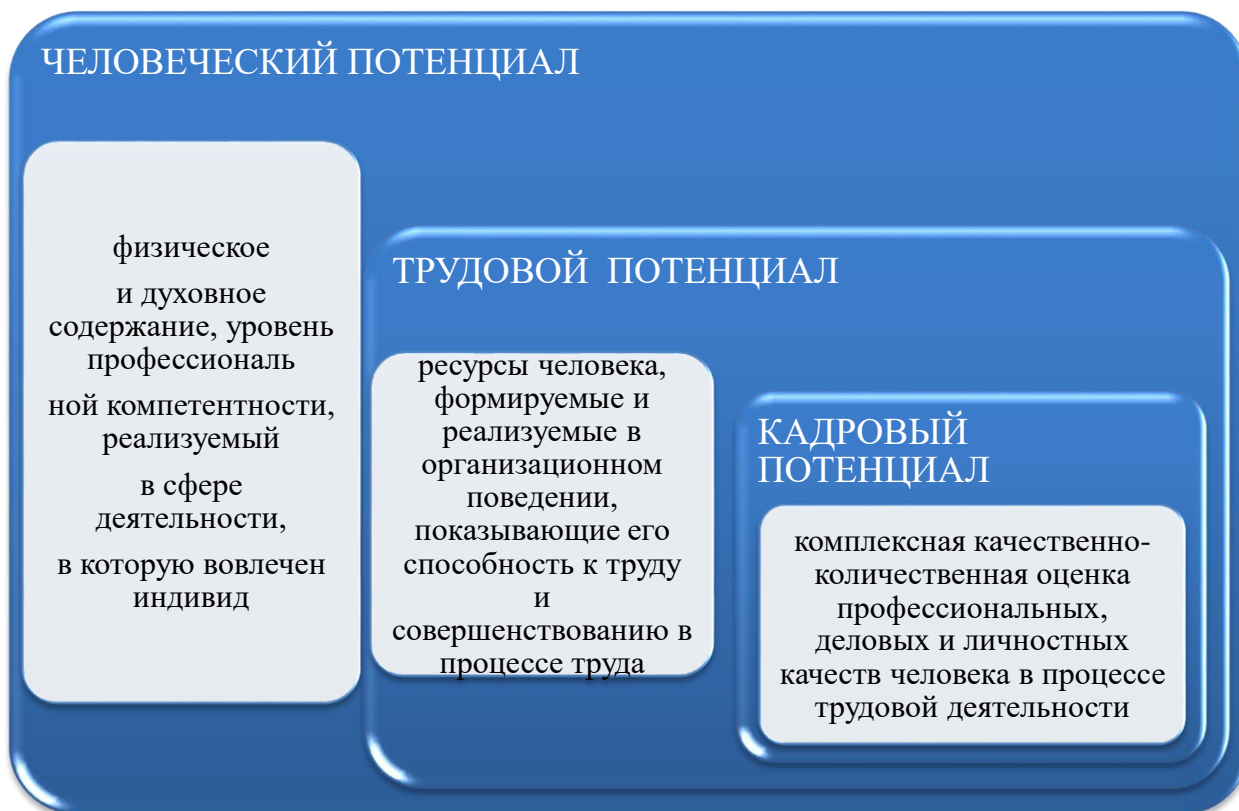 ЧЕЛОВЕЧЕСКИЙ ПОТЕНЦИАЛ
физическое
и духовное
содержание, уровень
профессиональ
ной компетентности,
реализуемый
в сфере
деятельности,
в которую вовлечен
индивид
ТРУДОВОЙ ПОТЕНЦИАЛ
ресурсы человека,
формируемые и
реализуемые в
организационном
поведении,
показывающие его
способность к труду
и
совершенствованию в
процессе труда
КАДРОВЫЙ
ПОТЕНЦИАЛ
комплексная качественно-
количественная оценка
профессиональных,
деловых и личностных
качеств человека в процессе
трудовой деятельности